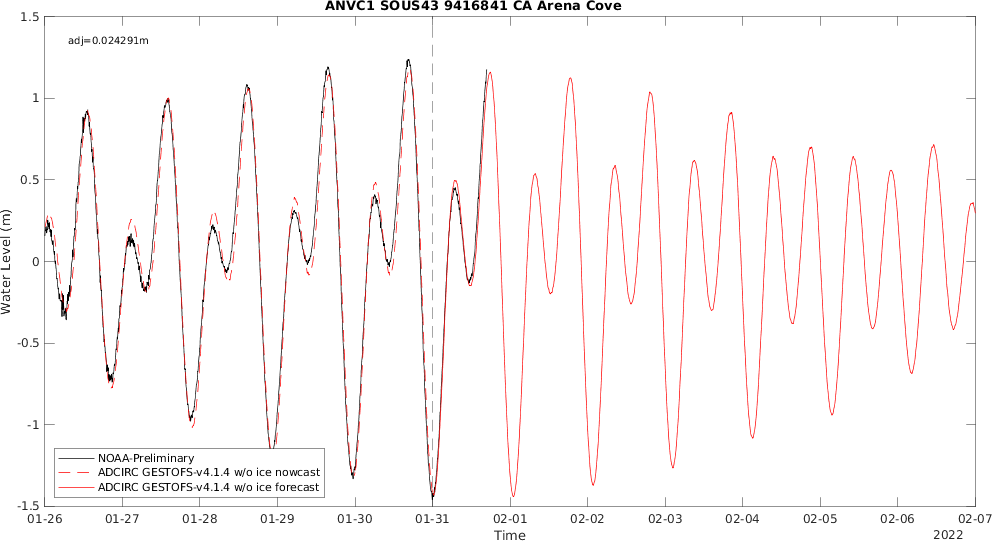 ANVC1 SOUS43 9416841 CA Arena Cove
adj=0.024291m
1.5
1
0.5
0
-0.5
-1
-1.5
Water Level (m)
NOAA-Preliminary
ADCIRC GESTOFS-v4.1.4 w/o ice nowcast
ADCIRC GESTOFS-v4.1.4 w/o ice forecast
01-26 01-27 01-28 01-29 01-30 01-31 02-01 02-02 02-03 02-04 02-05 02-06 02-07
Time
2022